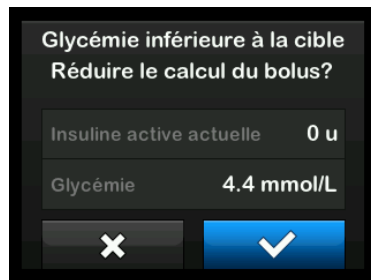 Glycémie inférieure à la cible
Réduire le calcul du bolus?
Insuline active actuelle 0 u
Glycémie 4.4 mmol/L